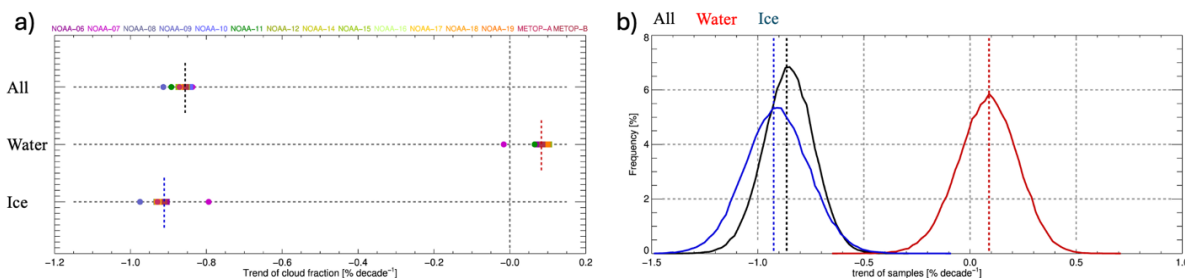 a)
NOAA-06 NOAA-07 NOAA-08 NOAA-09 NOAA-10 NOAA-11 NOAA-12 NOAA-14 NOAA-15 NOAA-16 NOAA-17 NOAA-18 NOAA-19 METOP-A METOP-B
All
Water
Ice
-1.2 -1.0 -0.8 -0.6 -0.4 -0.2 -0.0 0.2
Trend of cloud fraction [% decade⁻¹]
b)
All Water Ice
8
6
4
2
0
Frequency [%]
-1.5 -1.0 -0.5 0.0 0.5 1.0
trend of samples [% decade⁻¹]